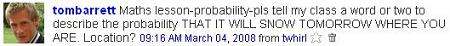 tombarrett Maths lesson-probability-pls tell my class a word or two to
describe the probability THAT IT WILL SNOW TOMORROW WHERE YOU
ARE. Location? 09:16 AM March 04, 2008 from twhirl